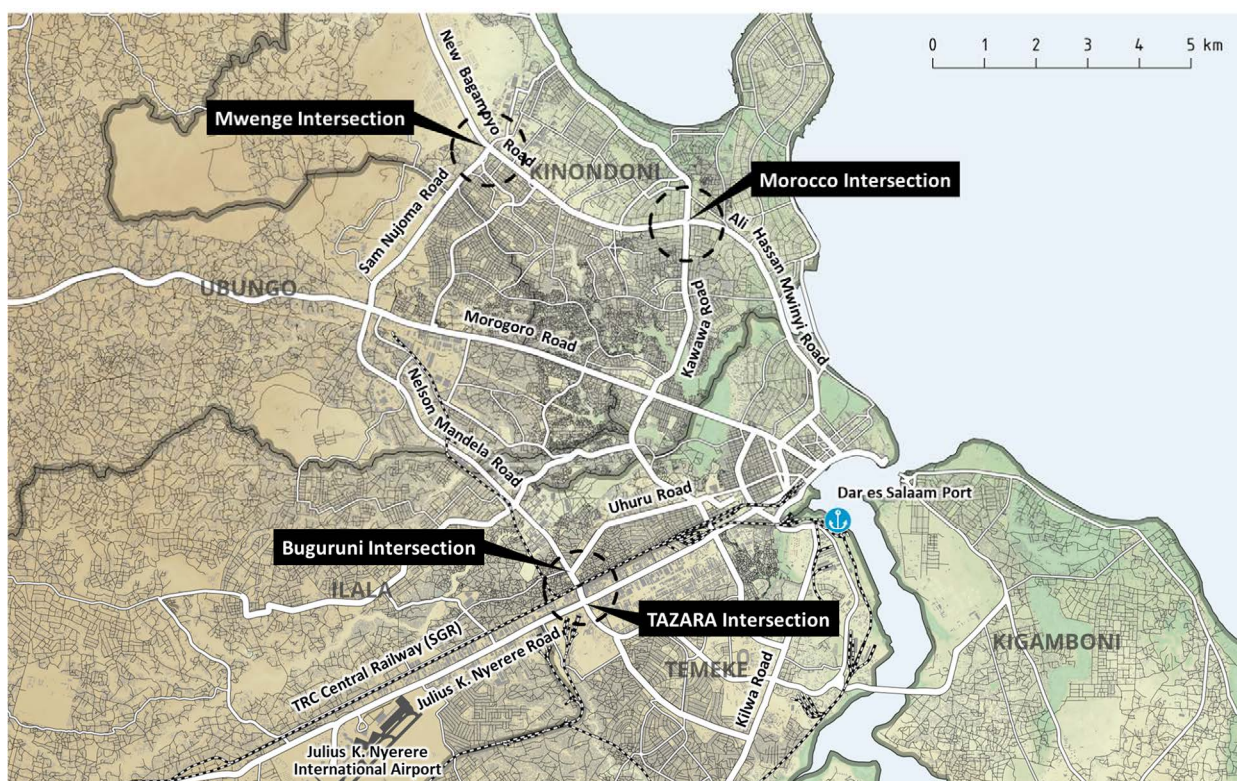 0 1 2 3 4 5 km
New Bagamoyo Road
Mwenge Intersection
KINONDONI
Morocco Intersection
Sam Nujoma Road
Ali Hassan Mwinyi Road
UBUNGO
Kawawa Road
Morogoro Road
Nelson Mandela Road
Uhuru Road
Dar es Salaam Port
Buguruni Intersection
ILALA
TAZARA Intersection
KIGAMBONI
TRC Central Railway (SGR)
Julius K. Nyerere Road
TEMEKE
Kilwa Road
Julius K. Nyerere
International Airport